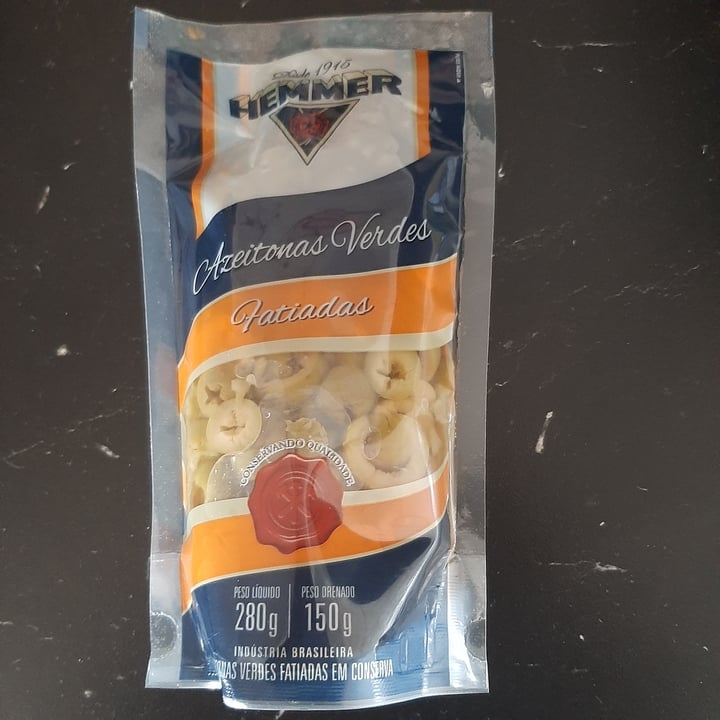 Desde 1915
HEMMER
Azeitonas Verdes
Fatiadas
CONSERVANDO QUALIDADE
PESO LÍQUIDO
280g
PESO DRENADO
150g
INDÚSTRIA BRASILEIRA
VERDES FATIADAS EM CONSERVA